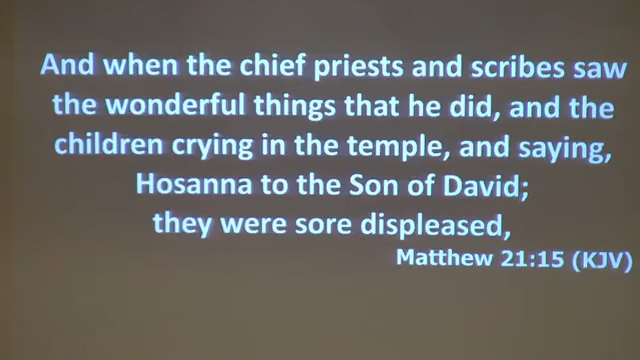 And when the chief priests and scribes saw
the wonderful things that he did, and the
children crying in the temple, and saying,
Hosanna to the Son of David;
they were sore displeased,
Matthew 21:15 (KJV)